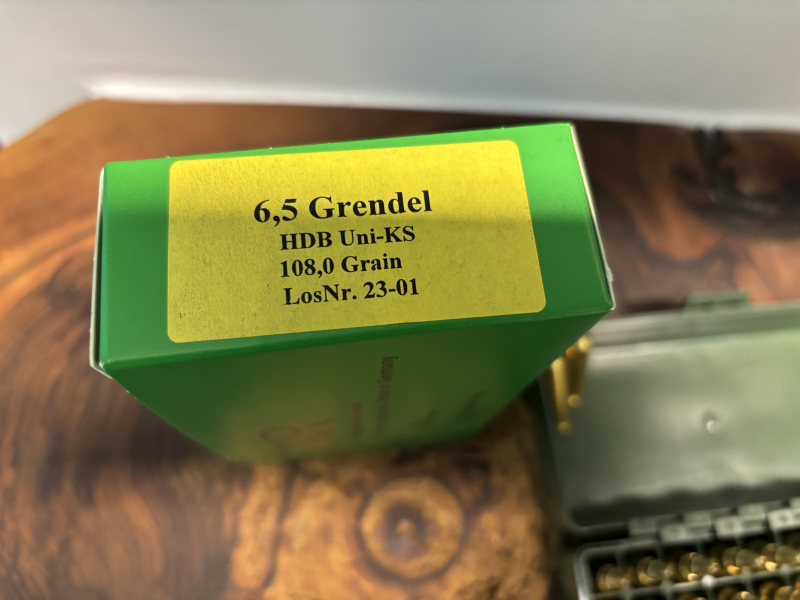 6,5 Grendel
HDB Uni-KS
108,0 Grain
LosNr. 23-01